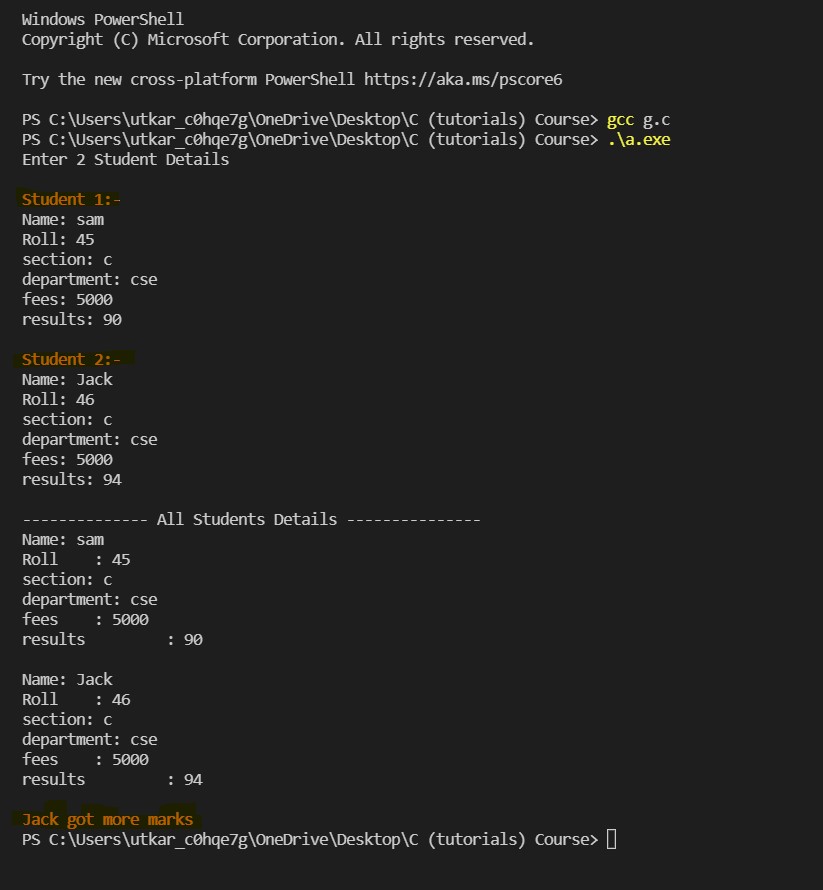 Windows PowerShell
Copyright (C) Microsoft Corporation. All rights reserved.
Try the new cross-platform PowerShell https://aka.ms/pscore6
PS C:\Users\utkar_c0hqe7g\OneDrive\Desktop\C (tutorials) Course> gcc g.c
PS C:\Users\utkar_c0hqe7g\OneDrive\Desktop\C (tutorials) Course> .\a.exe
Enter 2 Student Details
Student 1:-
Name: sam
Roll: 45
section: c
department: cse
fees: 5000
results: 90
Student 2:-
Name: Jack
Roll: 46
section: c
department: cse
fees: 5000
results: 94
-------------- All Students Details ---------------
Name: sam
Roll    : 45
section: c
department: cse
fees    : 5000
results         : 90
Name: Jack
Roll    : 46
section: c
department: cse
fees    : 5000
results         : 94
Jack got more marks
PS C:\Users\utkar_c0hqe7g\OneDrive\Desktop\C (tutorials) Course>